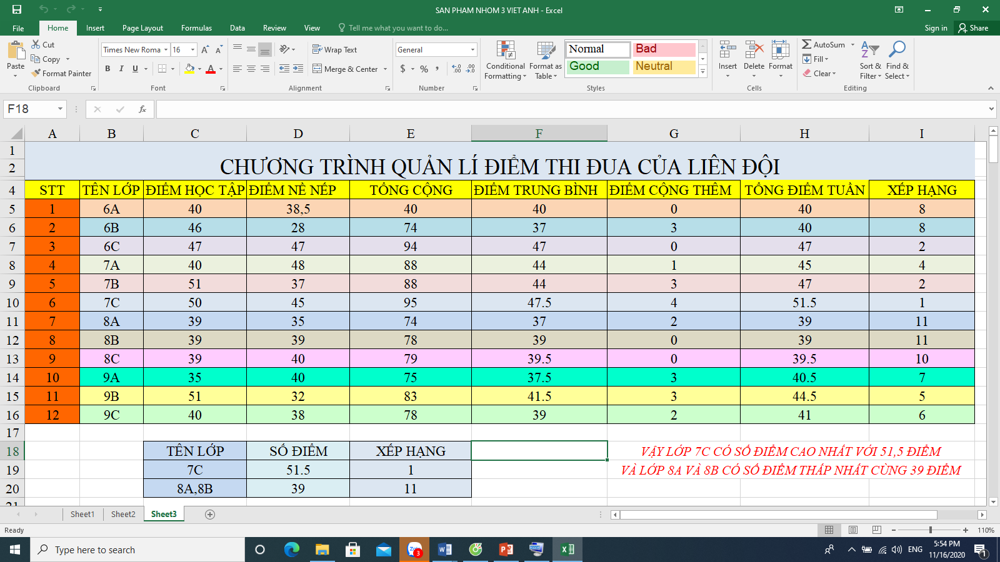 SAN PHAM NHOM 3 VIET ANH - Excel
File Home Insert Page Layout Formulas Data Review View Tell me what you want to do... Sign in Share
Cut
Copy
Format Painter
Paste
Clipboard
Times New Roma 16 A A
B I U A
Font
Wrap Text
Merge & Center
Alignment
General
$ % , .0 .00
Number
Conditional Formatting
Format as Table
Normal Bad
Good Neutral
Styles
Insert Delete Format
Cells
AutoSum
Fill
Clear
Sort & Filter
Find & Select
Editing
F18 fx
A B C D E F G H I
1
2 CHƯƠNG TRÌNH QUẢN LÍ ĐIỂM THI ĐUA CỦA LIÊN ĐỘI
4 STT TÊN LỚP ĐIỂM HỌC TẬP ĐIỂM NỀ NẾP TỔNG CỘNG ĐIỂM TRUNG BÌNH ĐIỂM CỘNG THÊM TỔNG ĐIỂM TUẦN XẾP HẠNG
5 1 6A 40 38,5 40 40 0 40 8
6 2 6B 46 28 74 37 3 40 8
7 3 6C 47 47 94 47 0 47 2
8 4 7A 40 48 88 44 1 45 4
9 5 7B 51 37 88 44 3 47 2
10 6 7C 50 45 95 47.5 4 51.5 1
11 7 8A 39 35 74 37 2 39 11
12 8 8B 39 39 78 39 0 39 11
13 9 8C 39 40 79 39.5 0 39.5 10
14 10 9A 35 40 75 37.5 3 40.5 7
15 11 9B 51 32 83 41.5 3 44.5 5
16 12 9C 40 38 78 39 2 41 6
17
18 TÊN LỚP SỐ ĐIỂM XẾP HẠNG VẬY LỚP 7C CÓ SỐ ĐIỂM CAO NHẤT VỚI 51,5 ĐIỂM
19 7C 51.5 1 VÀ LỚP 8A VÀ 8B CÓ SỐ ĐIỂM THẤP NHẤT CÙNG 39 ĐIỂM
20 8A,8B 39 11
21
Sheet1 Sheet2 Sheet3
Ready 110%
Type here to search
Zalo 3
ENG
5:54 PM
11/16/2020
1